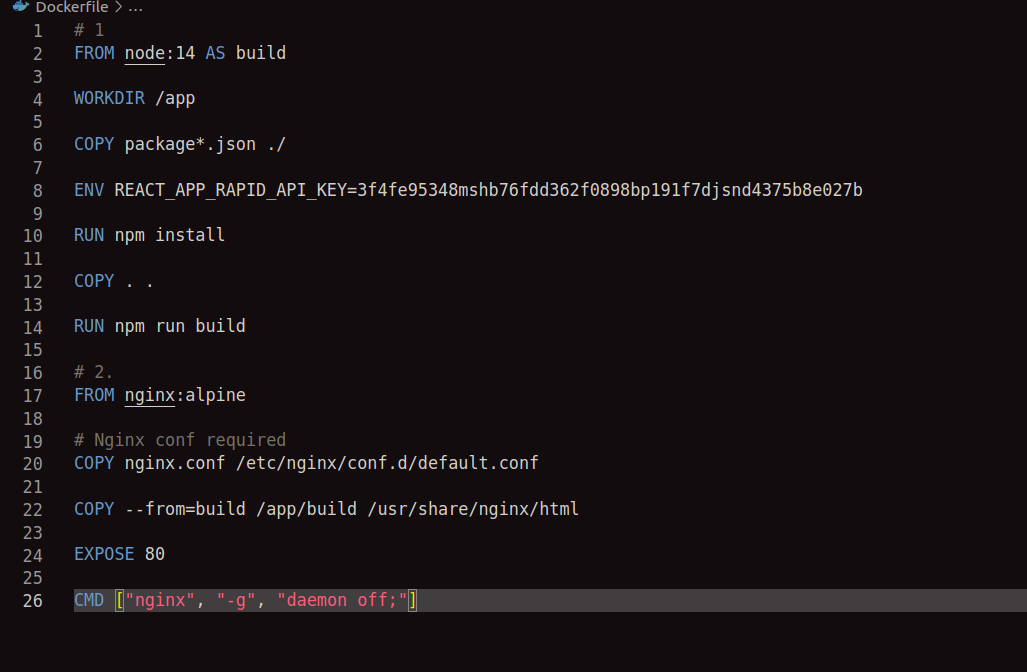 Dockerfile > ...
1 # 1
2 FROM node:14 AS build
3
4 WORKDIR /app
5
6 COPY package*.json ./
7
8 ENV REACT_APP_RAPID_API_KEY=3f4fe95348mshb76fdd362f0898bp191f7djsnd4375b8e027b
9
10 RUN npm install
11
12 COPY . .
13
14 RUN npm run build
15
16 # 2.
17 FROM nginx:alpine
18
19 # Nginx conf required
20 COPY nginx.conf /etc/nginx/conf.d/default.conf
21
22 COPY --from=build /app/build /usr/share/nginx/html
23
24 EXPOSE 80
25
26 CMD ["nginx", "-g", "daemon off;"]